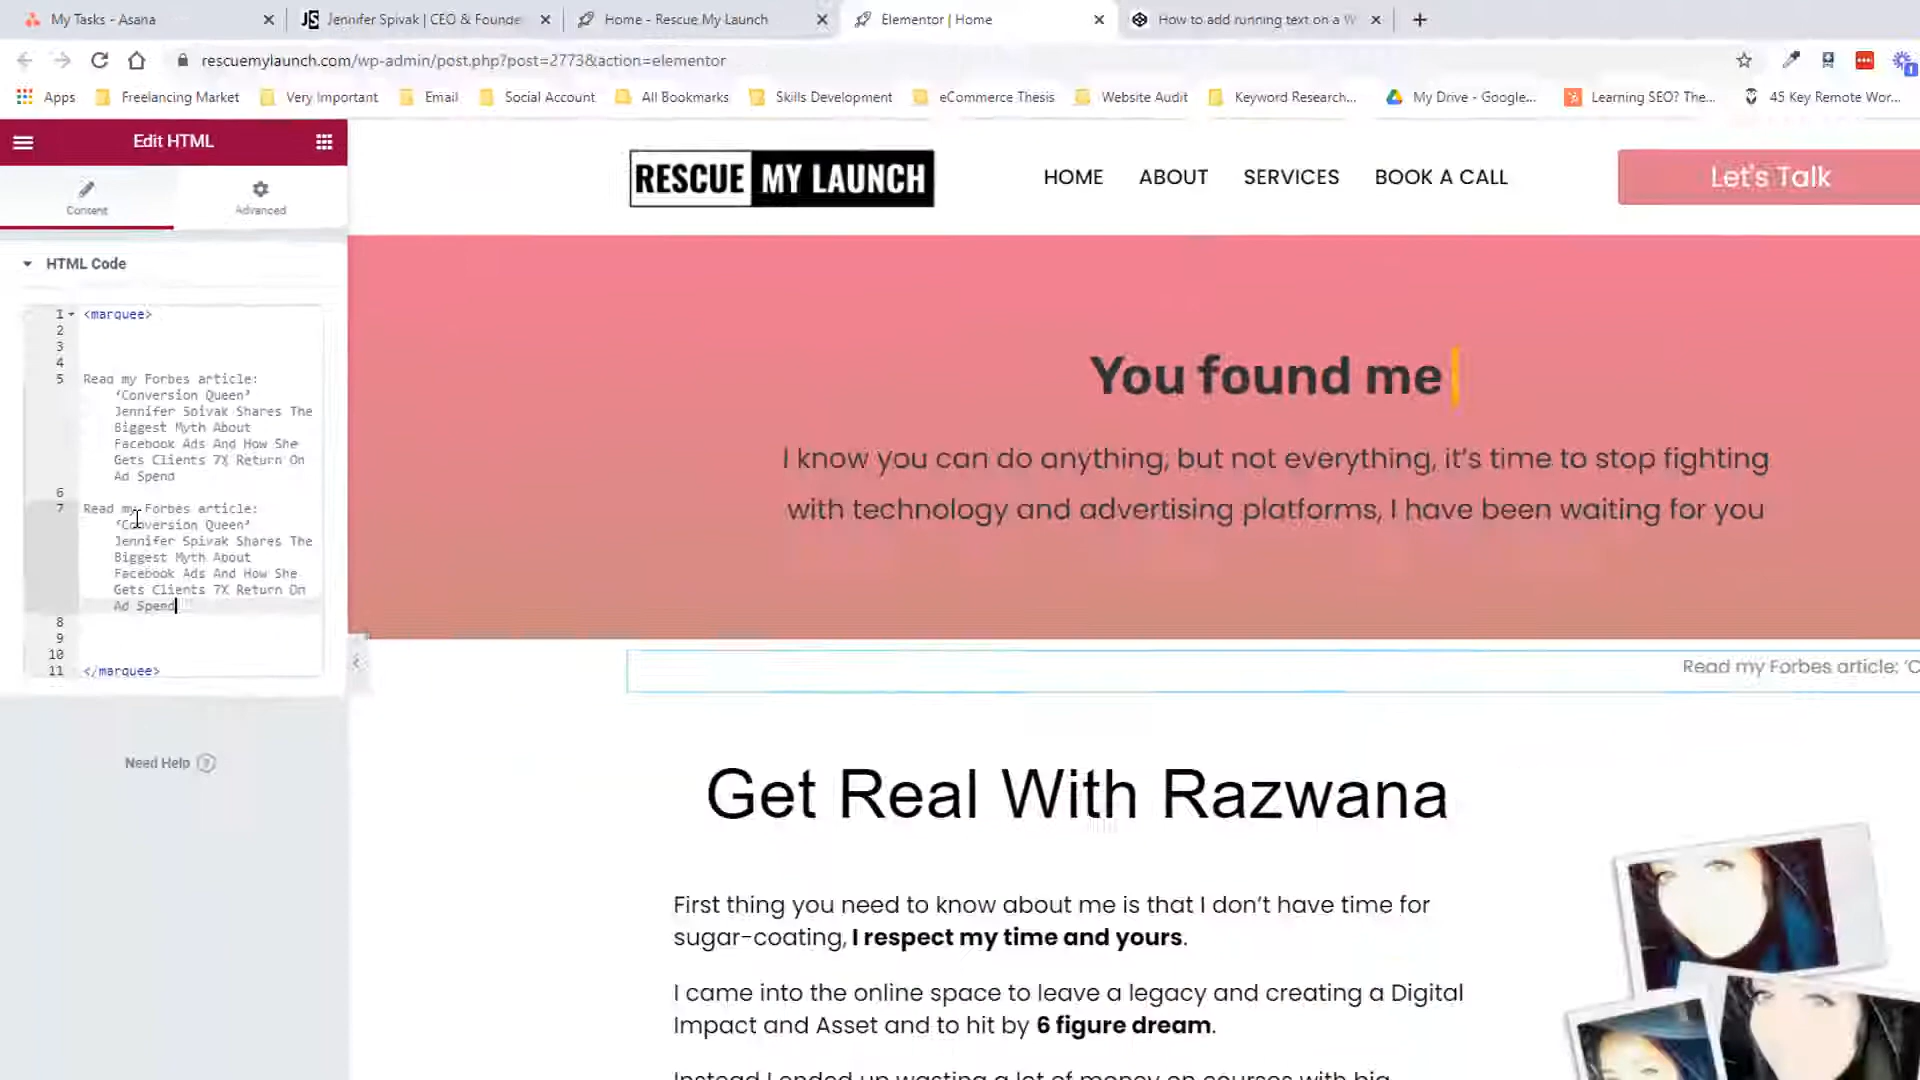 My Tasks - Asana
Jennifer Spivak | CEO & Founde
Home - Rescue My Launch
Elementor | Home
How to add running text on a W
rescuemylaunch.com/wp-admin/post.php?post=2773&action=elementor
Apps
Freelancing Market
Very Important
Email
Social Account
All Bookmarks
Skills Development
eCommerce Thesis
Website Audit
Keyword Research...
My Drive - Google...
Learning SEO? The...
45 Key Remote Wor...
Edit HTML
Content
Advanced
HTML Code
1 <marquee>
2
3
4
5 Read my Forbes article:
‘Conversion Queen’
Jennifer Spivak Shares The
Biggest Myth About
Facebook Ads And How She
Gets Clients 7X Return On
Ad Spend
6
7 Read my Forbes article:
‘Conversion Queen’
Jennifer Spivak Shares The
Biggest Myth About
Facebook Ads And How She
Gets Clients 7X Return On
Ad Spend
8
9
10
11 </marquee>
Need Help ?
RESCUE MY LAUNCH
HOME
ABOUT
SERVICES
BOOK A CALL
Let's Talk
You found me
I know you can do anything, but not everything, it’s time to stop fighting
with technology and advertising platforms, I have been waiting for you
Read my Forbes article: ‘C
Get Real With Razwana
First thing you need to know about me is that I don’t have time for
sugar-coating, I respect my time and yours.
I came into the online space to leave a legacy and creating a Digital
Impact and Asset and to hit by 6 figure dream.
Instead I ended up wasting a lot of money on courses with big